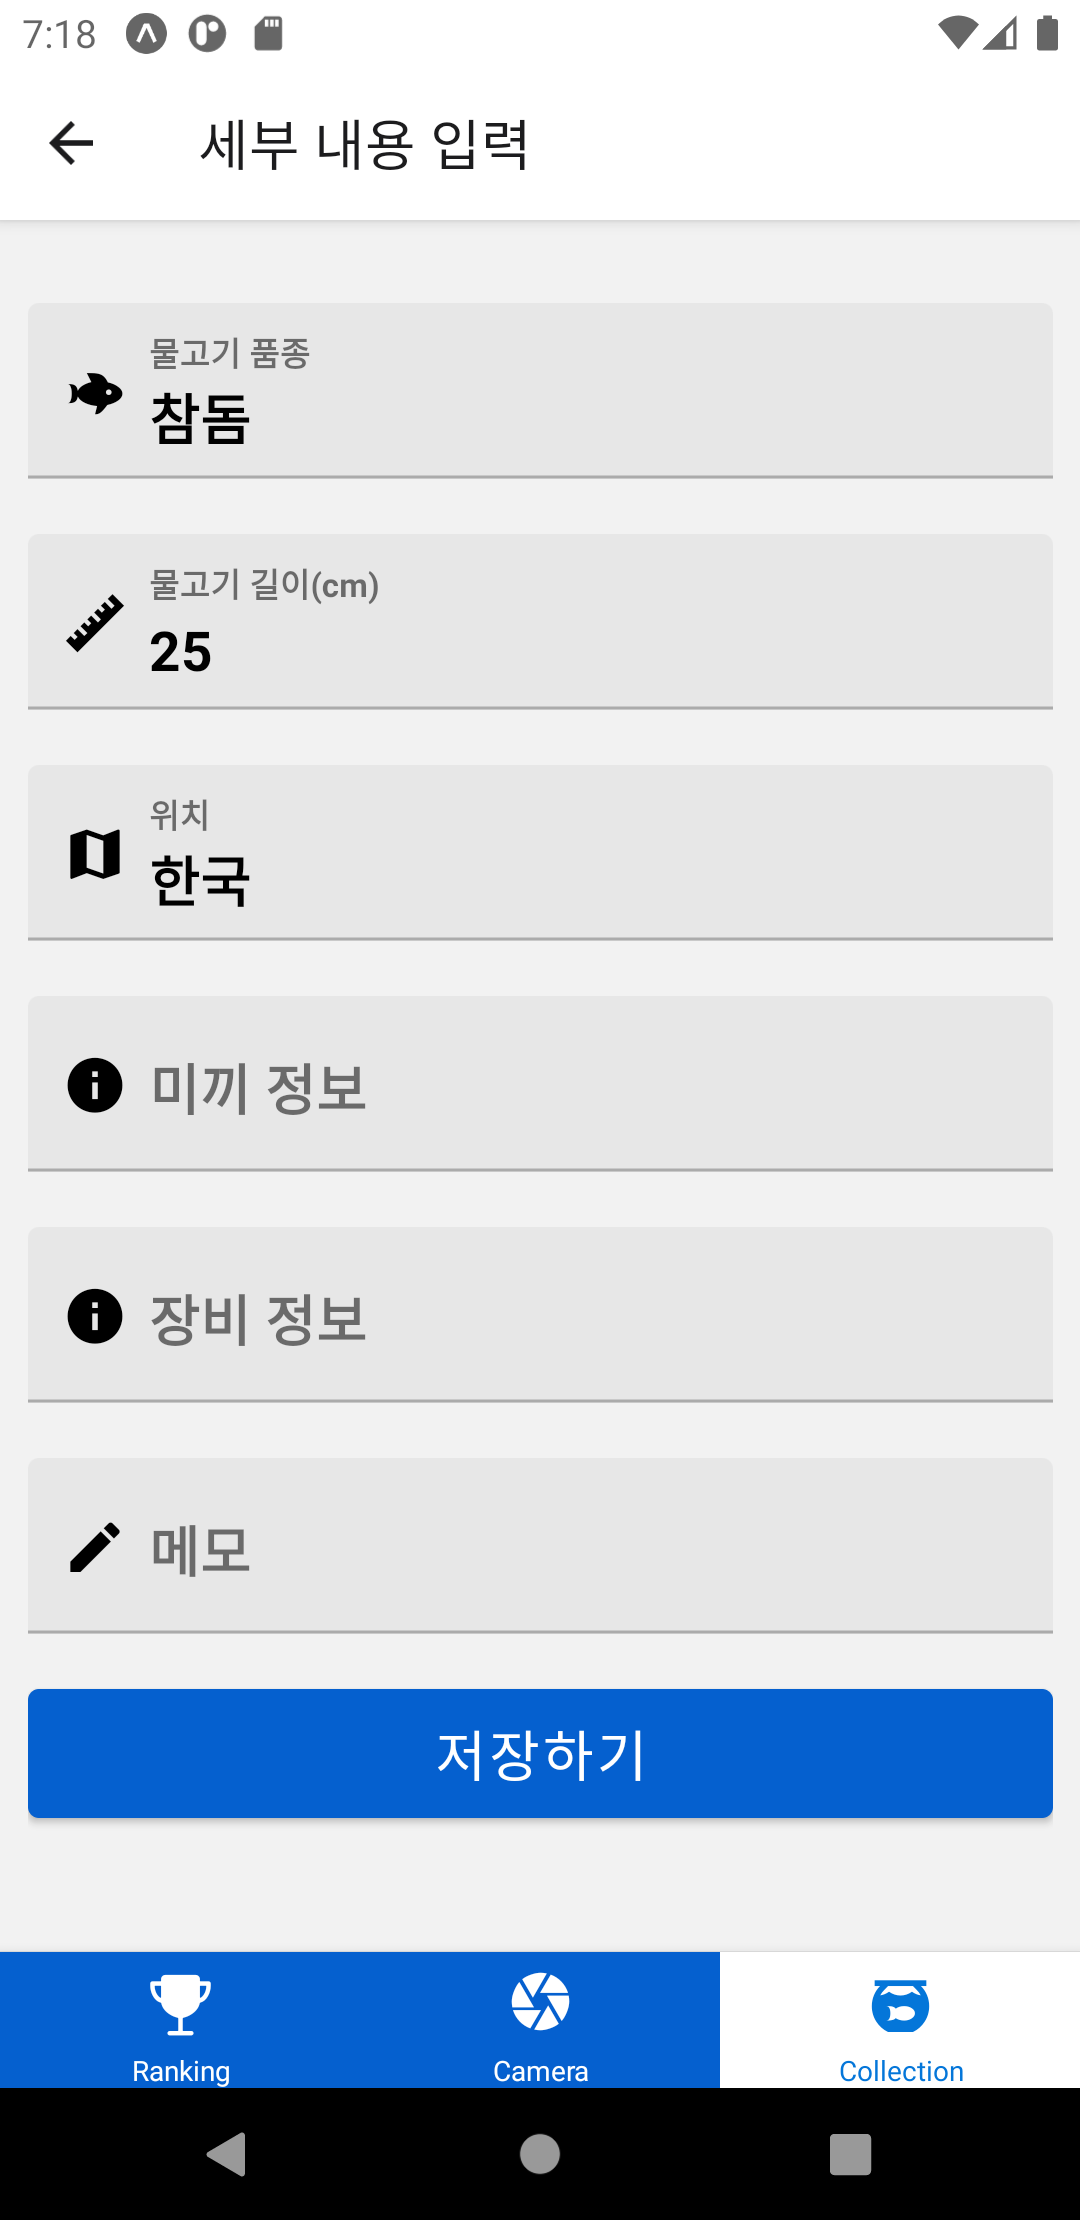 7:18
세부 내용 입력
물고기 품종
참돔
물고기 길이(cm)
25
위치
한국
미끼 정보
장비 정보
메모
저장하기
Ranking
Camera
Collection